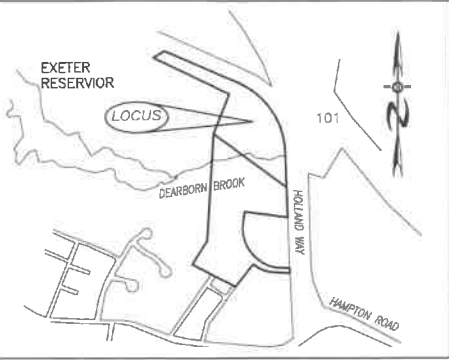 EXETER
RESERVIOR
LOCUS
101
DEARBORN BROOK
HOLLAND WAY
HAMPTON ROAD
N